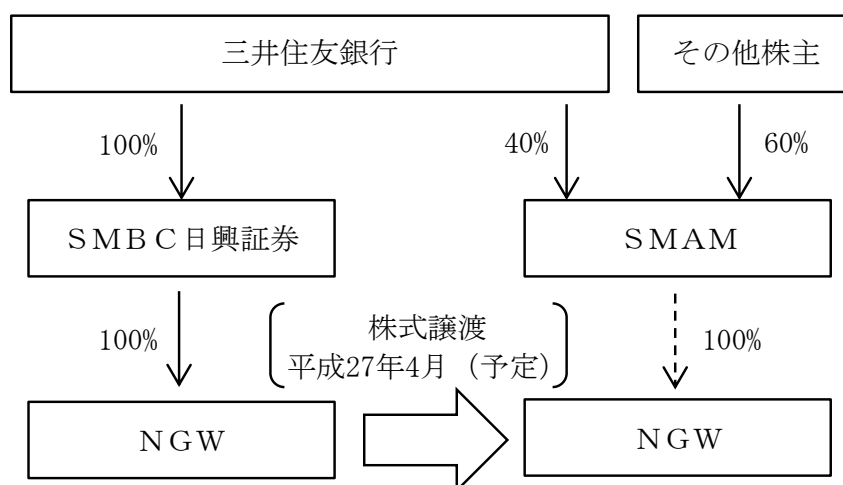 三井住友銀行
その他株主
100%
40%
60%
ＳＭＢＣ日興証券
ＳＭＡＭ
100%
株式譲渡
平成27年4月（予定）
100%
ＮＧＷ
ＮＧＷ